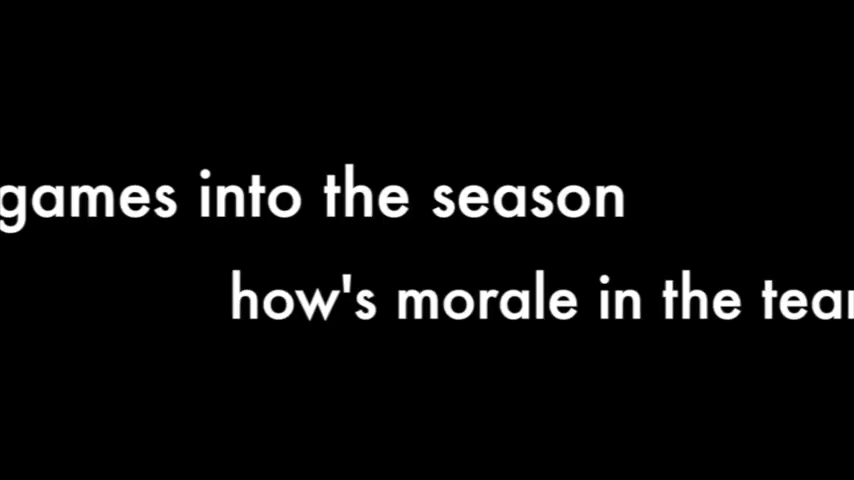 games into the season
how's morale in the